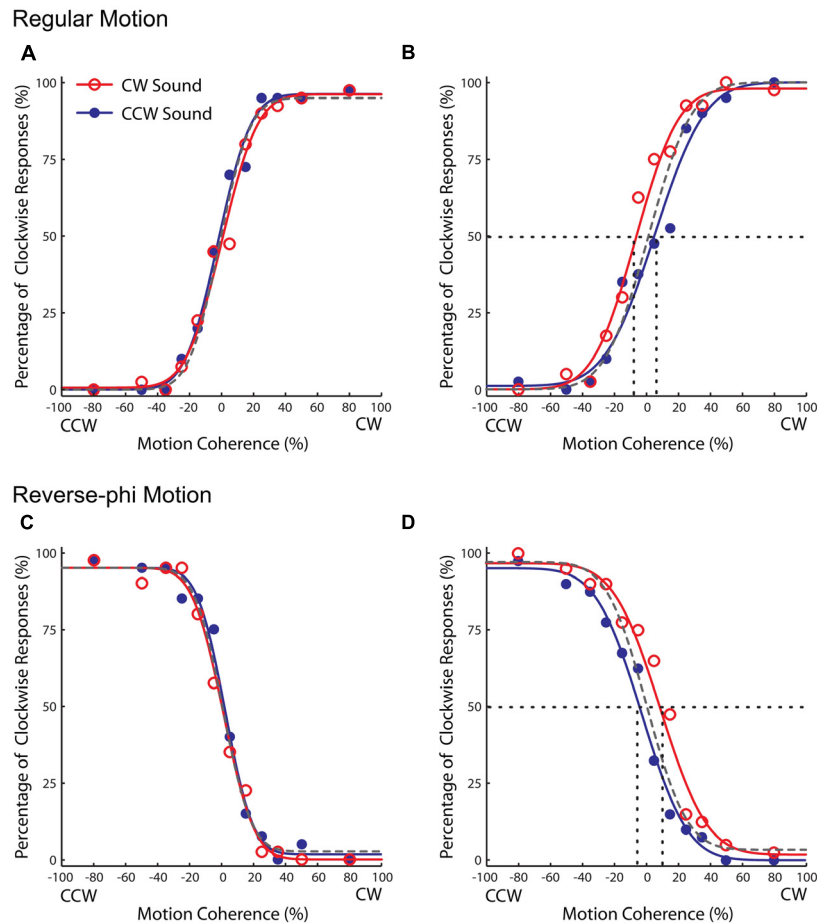 Regular Motion
A
B
CW Sound
CCW Sound
Percentage of Clockwise Responses (%)
100
75
50
25
0
-100 -80 -60 -40 -20 0 20 40 60 80 100
CCW
CW
Motion Coherence (%)
Percentage of Clockwise Responses (%)
100
75
50
25
0
-100 -80 -60 -40 -20 0 20 40 60 80 100
CCW
CW
Motion Coherence (%)
Reverse-phi Motion
C
D
Percentage of Clockwise Responses (%)
100
75
50
25
0
-100 -80 -60 -40 -20 0 20 40 60 80 100
CCW
CW
Motion Coherence (%)
Percentage of Clockwise Responses (%)
100
75
50
25
0
-100 -80 -60 -40 -20 0 20 40 60 80 100
CCW
CW
Motion Coherence (%)